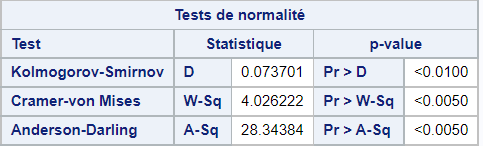 Tests de normalité
Test Statistique p-value
Kolmogorov-Smirnov D 0.073701 Pr > D <0.0100
Cramer-von Mises W-Sq 4.026222 Pr > W-Sq <0.0050
Anderson-Darling A-Sq 28.34384 Pr > A-Sq <0.0050